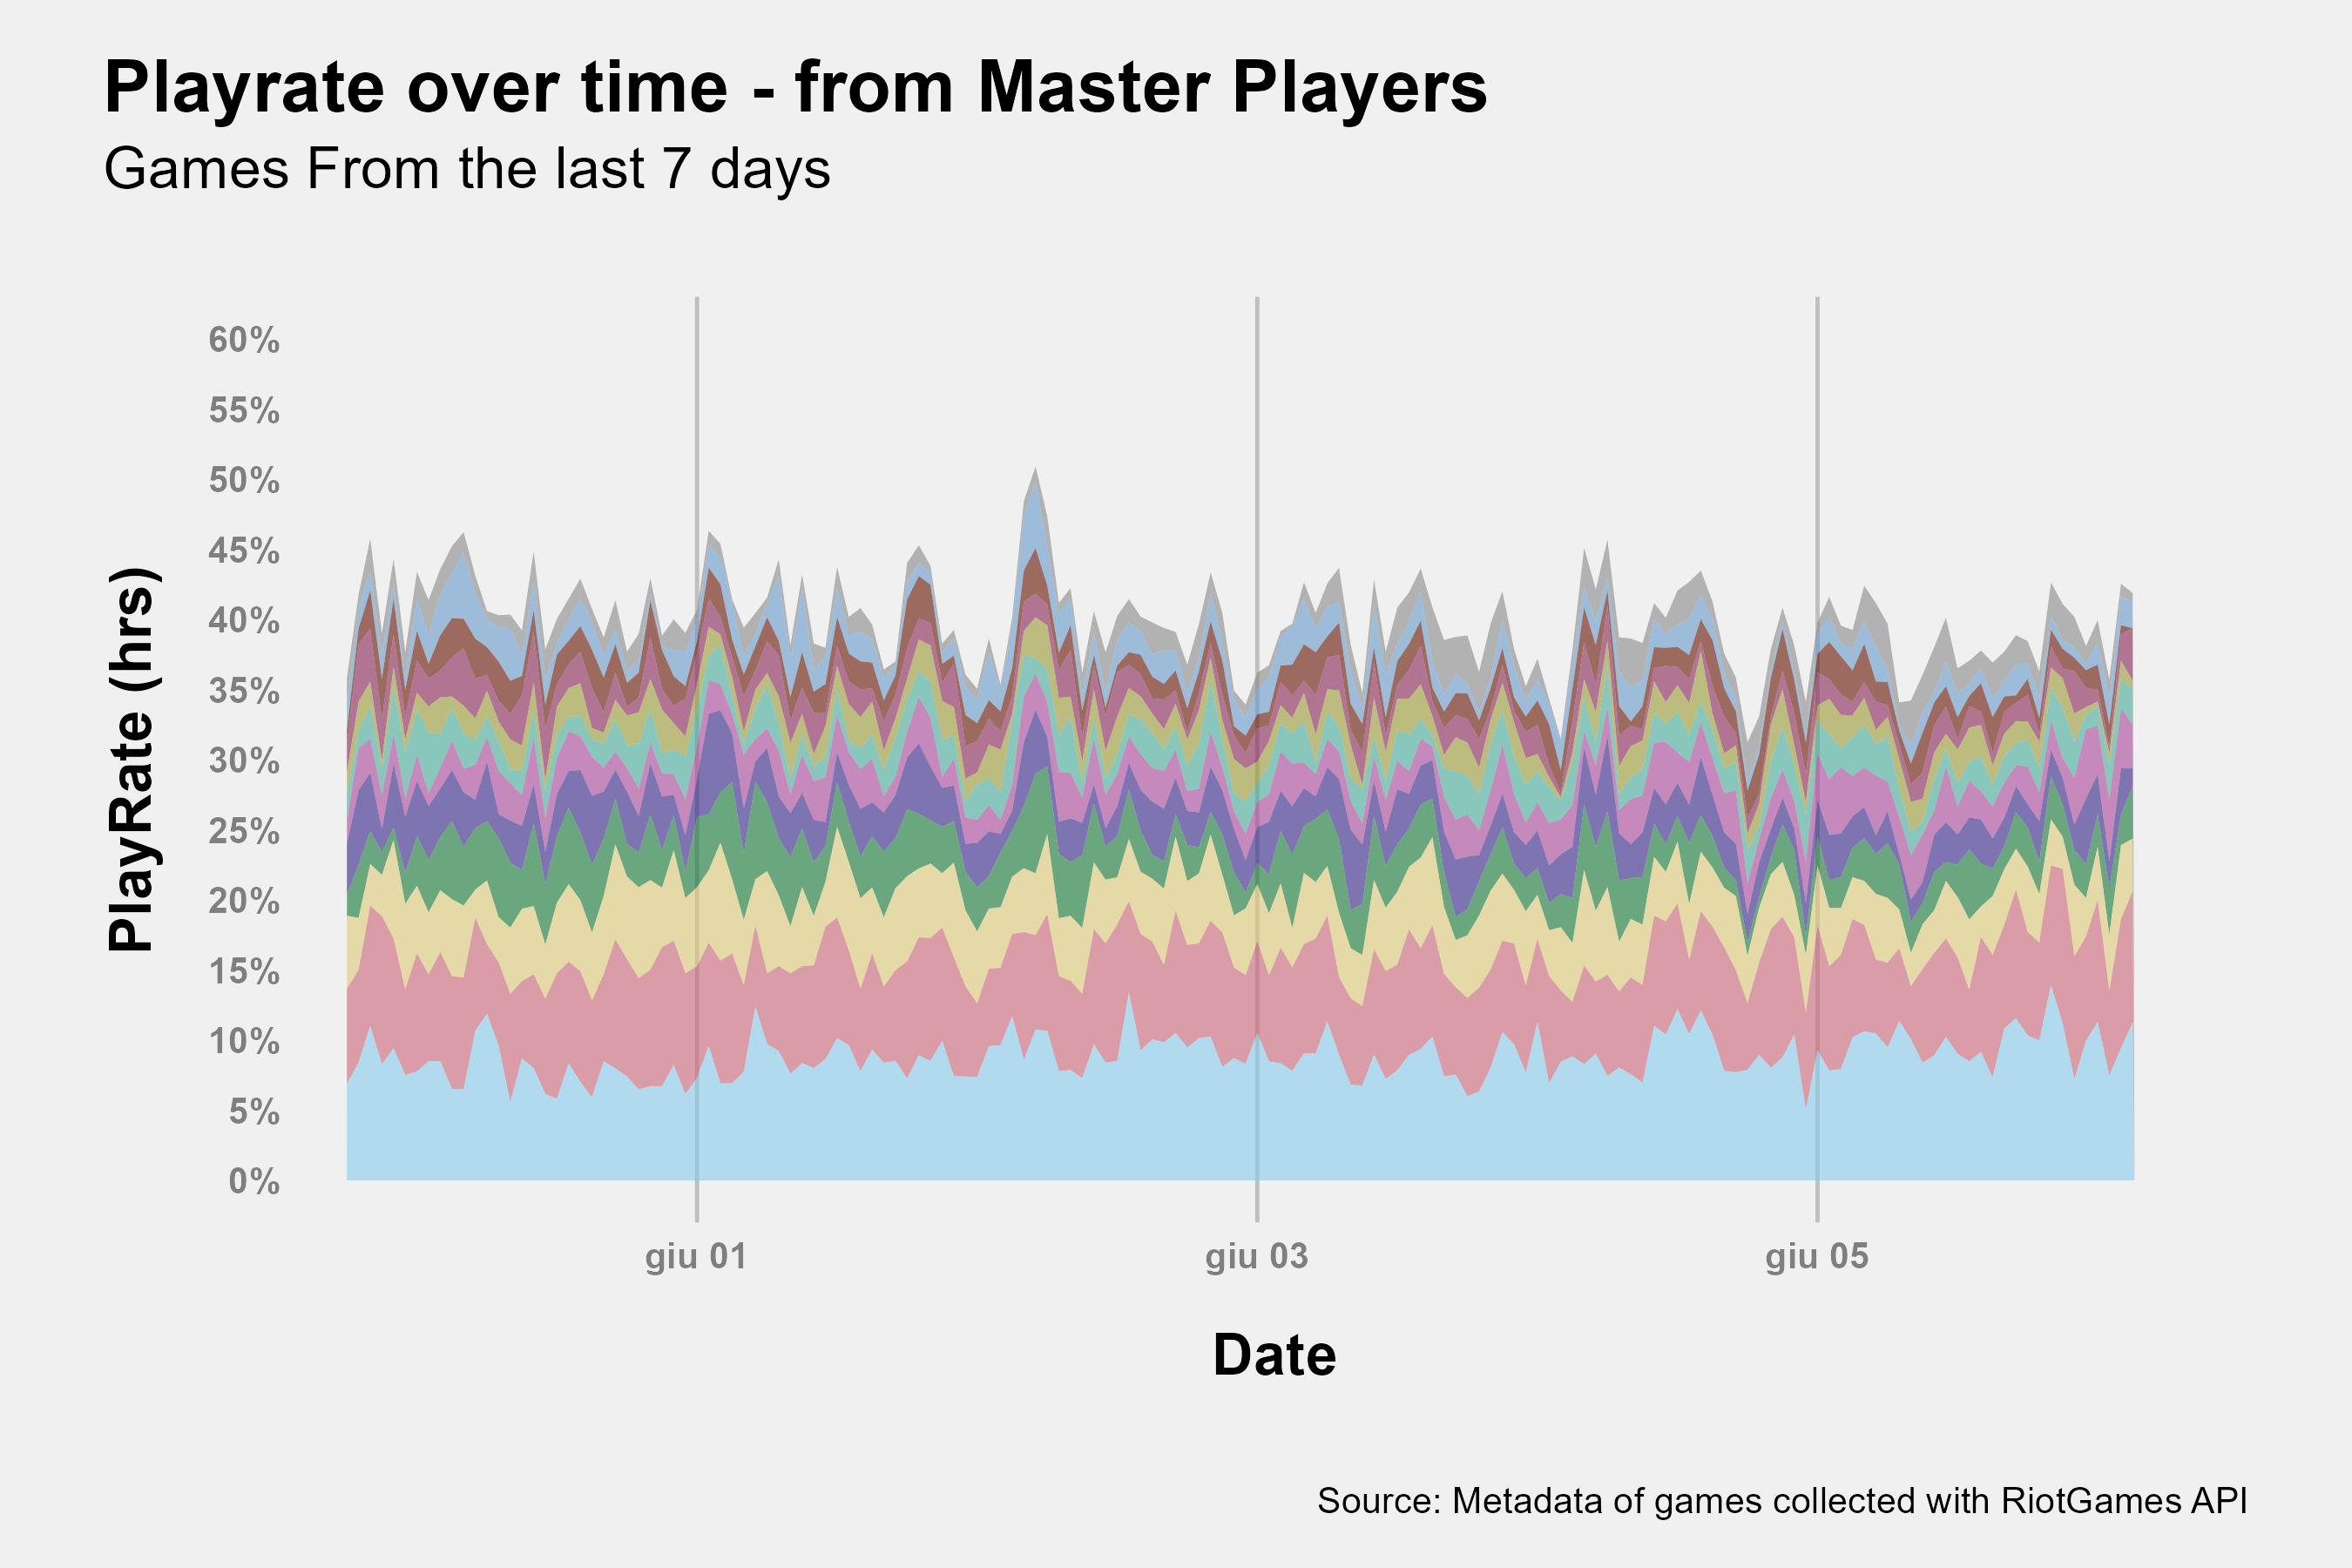 Playrate over time - from Master Players
Games From the last 7 days
PlayRate (hrs)
60%
55%
50%
45%
40%
35%
30%
25%
20%
15%
10%
5%
0%
giu 01
giu 03
giu 05
Date
Source: Metadata of games collected with RiotGames API